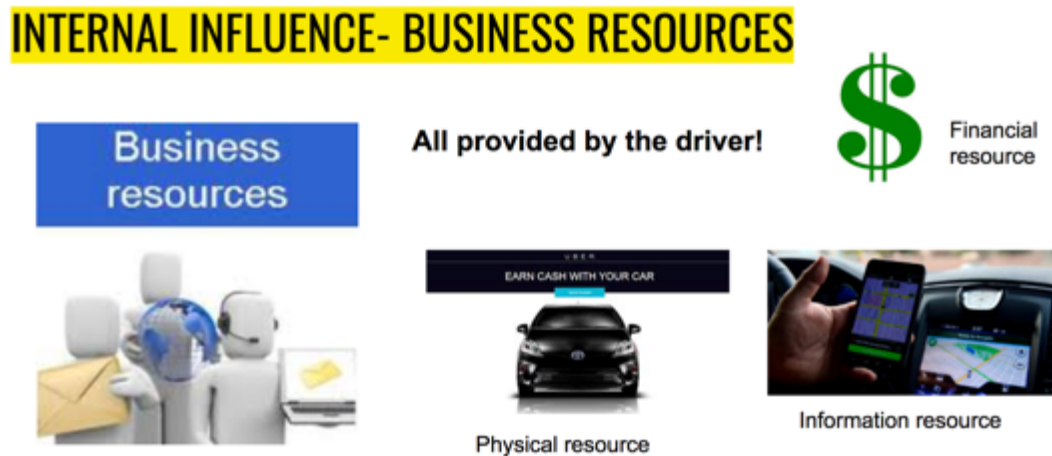 INTERNAL INFLUENCE- BUSINESS RESOURCES
Business
resources
All provided by the driver!
Financial
resource
UBER
EARN CASH WITH YOUR CAR
Physical resource
Information resource